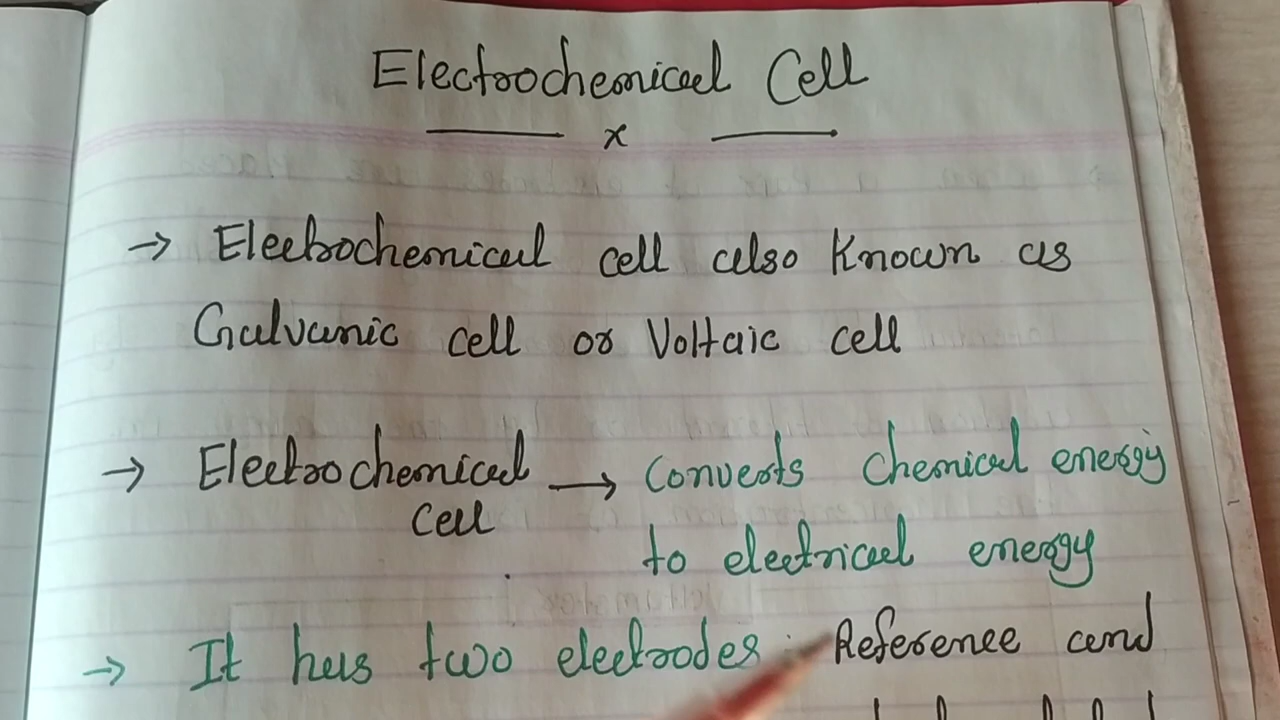 Electrochemical Cell
x
→ Electrochemical cell also known as
Galvanic cell or Voltaic cell
→ Electrochemical → Converts Chemical energy
cell
to electrical energy
→ It has two electrodes Reference and